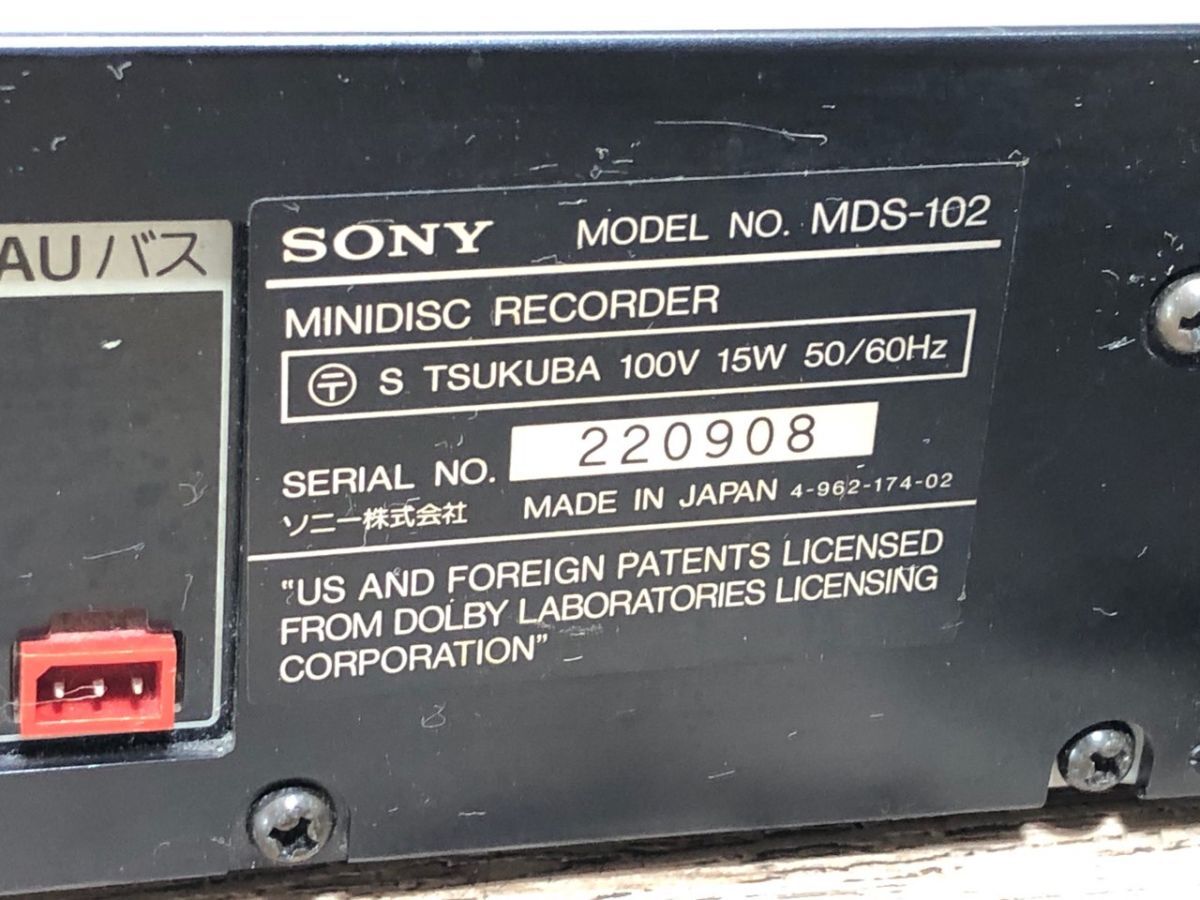 AUバス
SONY MODEL NO. MDS-102
MINIDISC RECORDER
〒 S TSUKUBA 100V 15W 50/60Hz
SERIAL NO. 220908
ソニー株式会社 MADE IN JAPAN 4-962-174-02
"US AND FOREIGN PATENTS LICENSED
FROM DOLBY LABORATORIES LICENSING
CORPORATION"